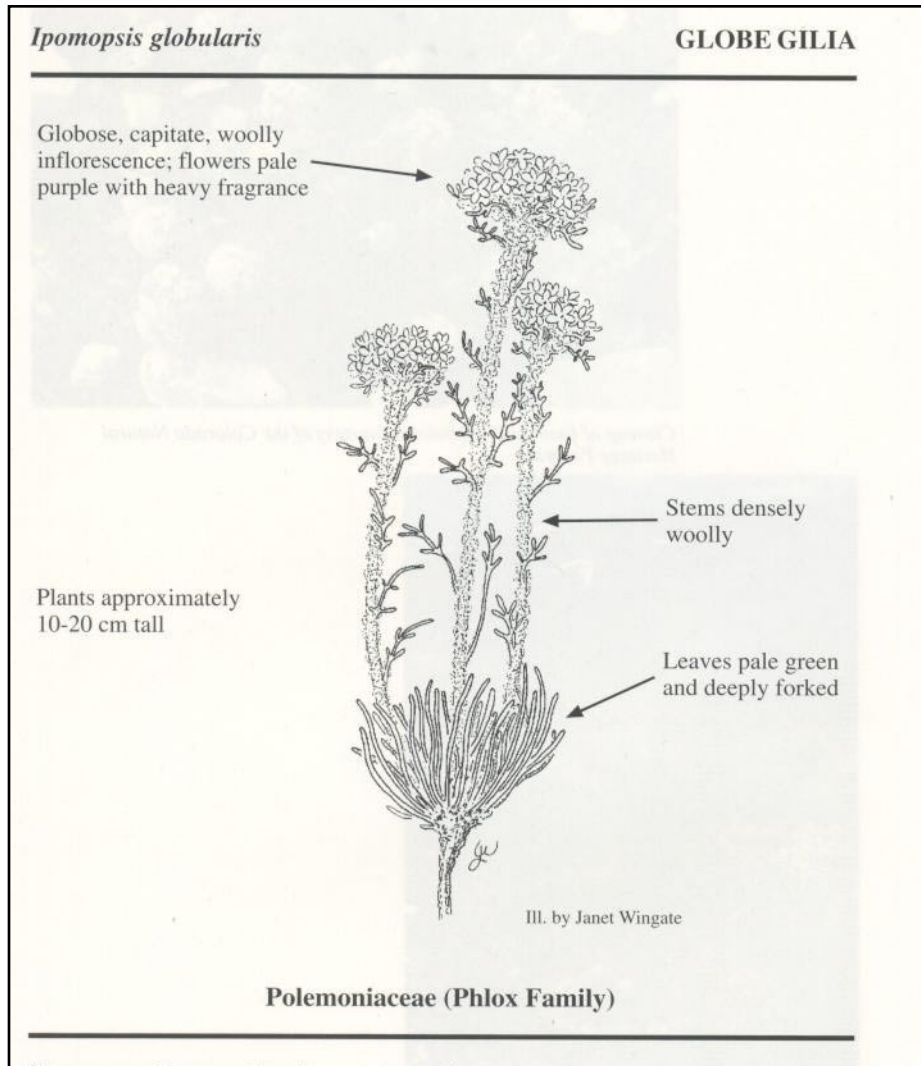 Ipomopsis globularis
GLOBE GILIA
Globose, capitate, woolly
inflorescence; flowers pale
purple with heavy fragrance
Stems densely
woolly
Plants approximately
10-20 cm tall
Leaves pale green
and deeply forked
Ill. by Janet Wingate
Polemoniaceae (Phlox Family)